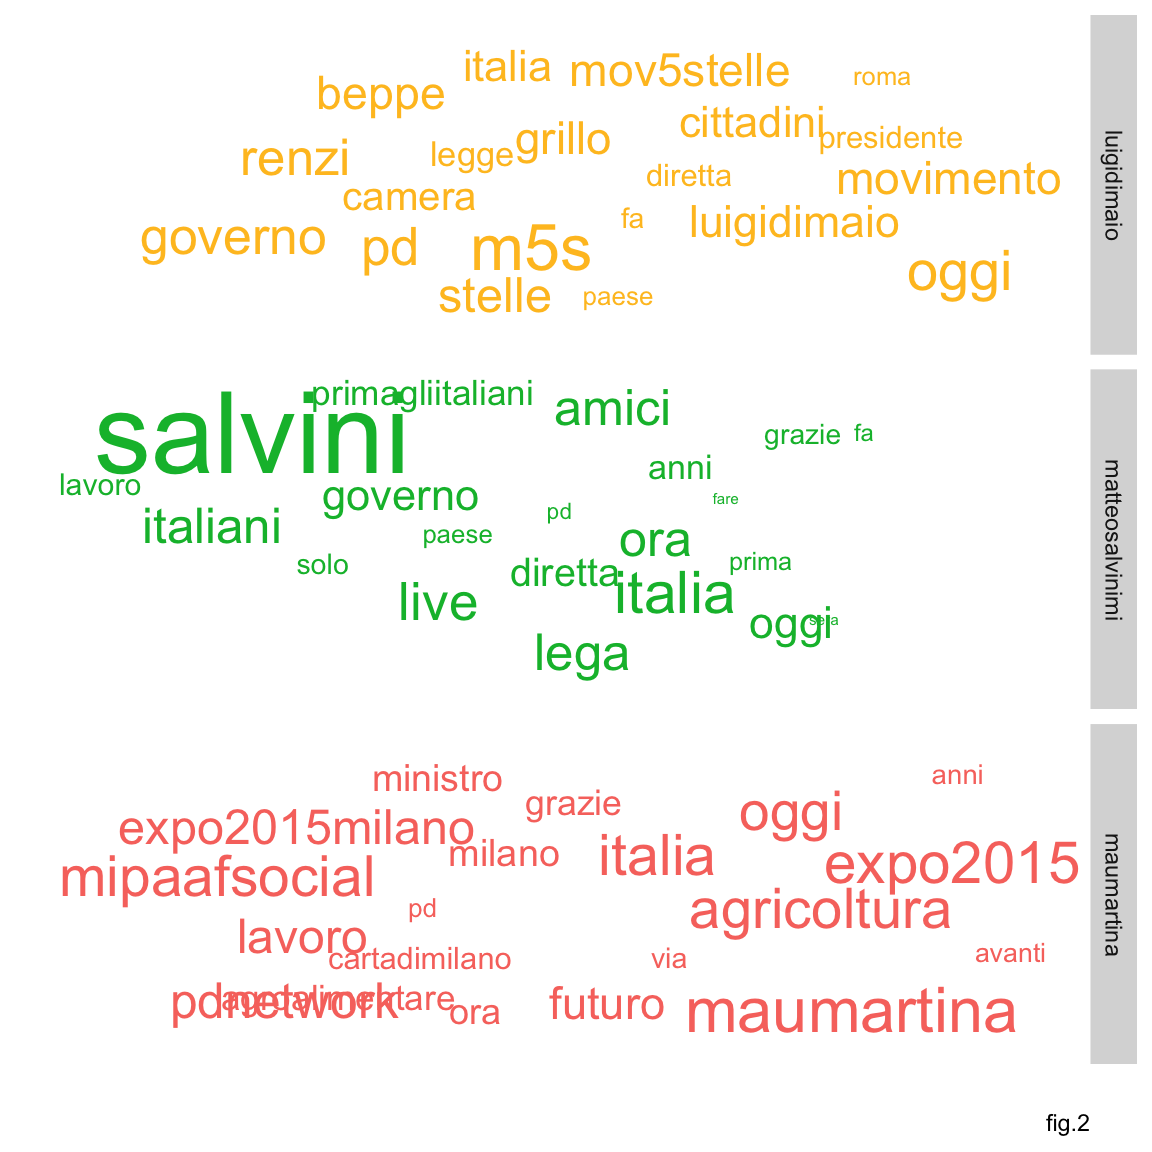 italia
mov5stelle
roma
beppe
cittadini
grillo
presidente
renzi
legge
diretta
movimento
camera
fa
luigidimaio
governo
pd
m5s
oggi
stelle
paese
luigidimaio
primagliitaliani
amici
salvini
grazie
fa
anni
lavoro
governo
fare
italiani
pd
paese
ora
solo
diretta
prima
live
italia
oggi
sera
lega
matteosalvinimi
ministro
anni
grazie
oggi
expo2015milano
milano
italia
expo2015
mipaafsocial
pd
agricoltura
lavoro
cartadimilano
via
avanti
pdnetwork
agroalimentare
ora
futuro
maumartina
maumartina
fig.2